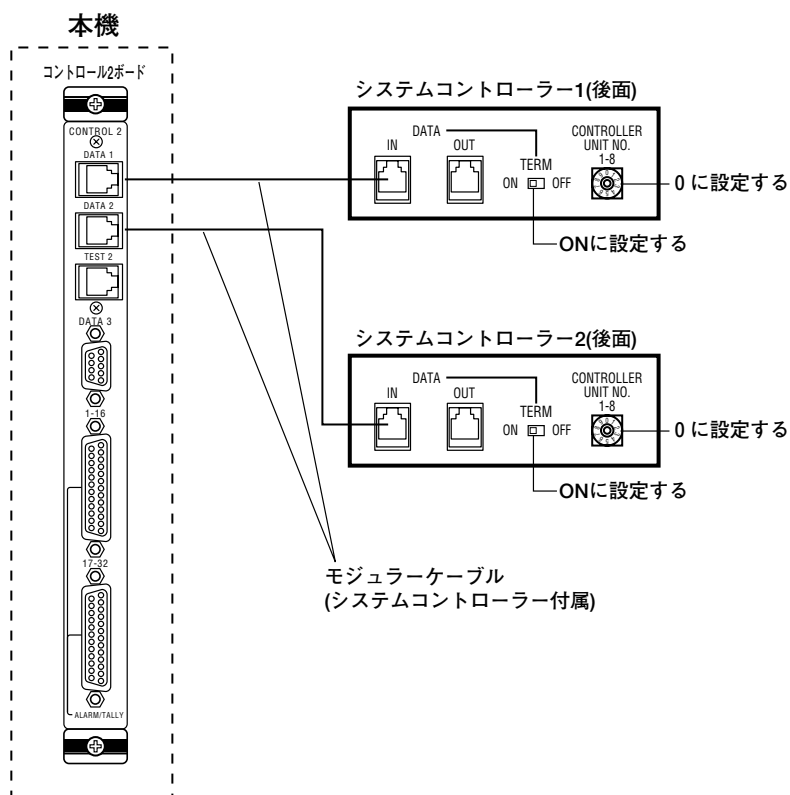 本機
コントロール2ボード
CONTROL 2
DATA 1
DATA 2
TEST 2
DATA 3
1-16
17-32
ALARM/TALLY
システムコントローラー1(後面)
DATA
IN
OUT
TERM
ON
OFF
CONTROLLER
UNIT NO.
1-8
0 に設定する
ONに設定する
システムコントローラー2(後面)
DATA
IN
OUT
TERM
ON
OFF
CONTROLLER
UNIT NO.
1-8
0 に設定する
ONに設定する
モジュラーケーブル
(システムコントローラー付属)